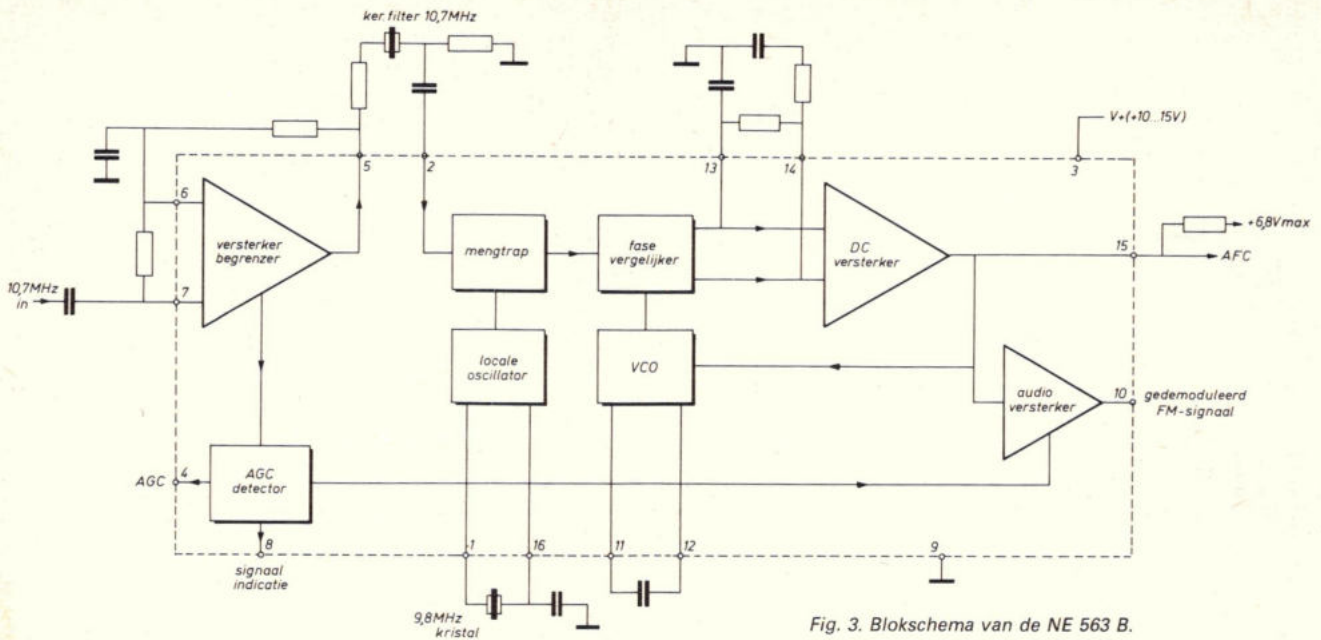 ker. filter 10,7MHz
V+(+10...15V)
5
2
13
14
3
6
versterker
begrenzer
mengtrap
fase
vergelijker
DC
versterker
15
+6,8Vmax
AFC
10,7MHz
in
7
locale
oscillator
VCO
audio
versterker
10
gedemoduleerd
FM-signaal
AGC
4
AGC
detector
8
signaal
indicatie
1
16
11
12
9
9,8MHz
kristal
Fig. 3. Blokschema van de NE 563 B.